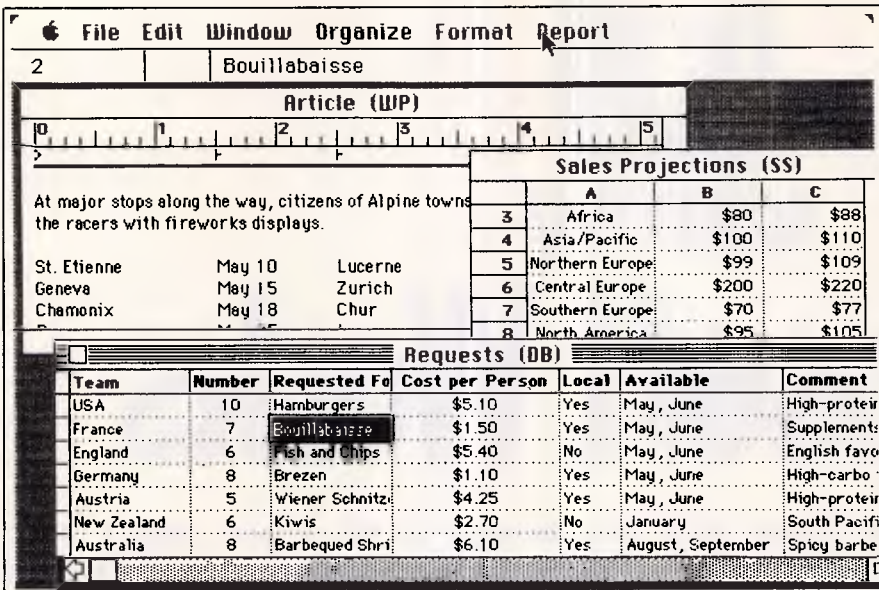 File Edit Window Organize Format Report
2 Bouillabaisse
Article (WP)
0 1 2 3 4 5
At major stops along the way, citizens of Alpine towns
the racers with fireworks displays.
St. Etienne May 10 Lucerne
Geneva May 15 Zurich
Chamonix May 18 Chur
Sales Projections (SS)
A B C
3 Africa $80 $88
4 Asia/Pacific $100 $110
5 Northern Europe $99 $109
6 Central Europe $200 $220
7 Southern Europe $70 $77
8 North America $95 $105
Requests (DB)
Team Number Requested Fo Cost per Person Local Available Comment
USA 10 Hamburgers $5.10 Yes May, June High-protein
France 7 Bouillabaisse $1.50 Yes May, June Supplements
England 6 Fish and Chips $5.40 No May, June English favo
Germany 8 Brezen $1.10 Yes May, June High-carbo
Austria 5 Wiener Schnitz May, June $4.25 Yes High-protein
New Zealand 6 Kiwis $2.70 No January South Pacifi
Australia 8 Barbequed Shri $6.10 Yes August, September Spicy barbe